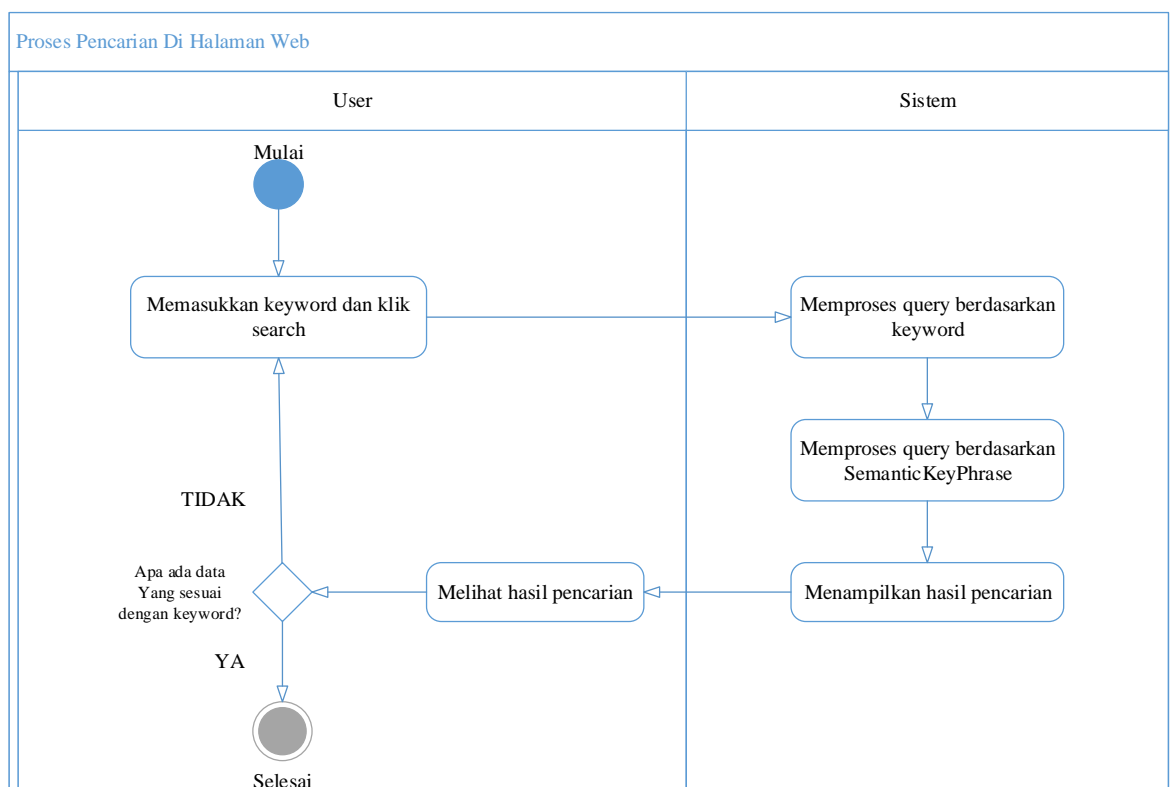 Proses Pencarian Di Halaman Web
User
Sistem
Mulai
Memasukkan keyword dan klik
search
Memproses query berdasarkan
keyword
Memproses query berdasarkan
SemanticKeyPhrase
TIDAK
Apa ada data
Yang sesuai
dengan keyword?
Melihat hasil pencarian
Menampilkan hasil pencarian
YA
Selesai